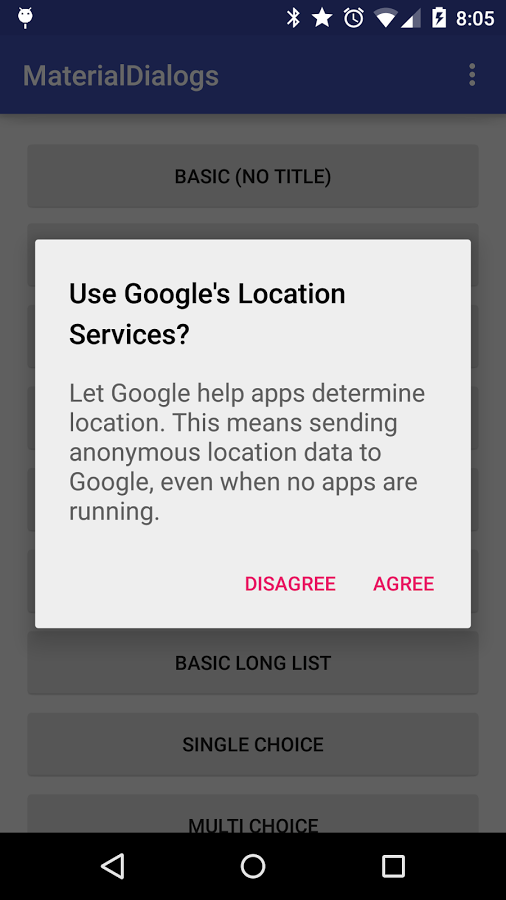 8:05
MaterialDialogs
BASIC (NO TITLE)
Use Google's Location
Services?
Let Google help apps determine
location. This means sending
anonymous location data to
Google, even when no apps are
running.
DISAGREE AGREE
BASIC LONG LIST
SINGLE CHOICE
MULTI CHOICE